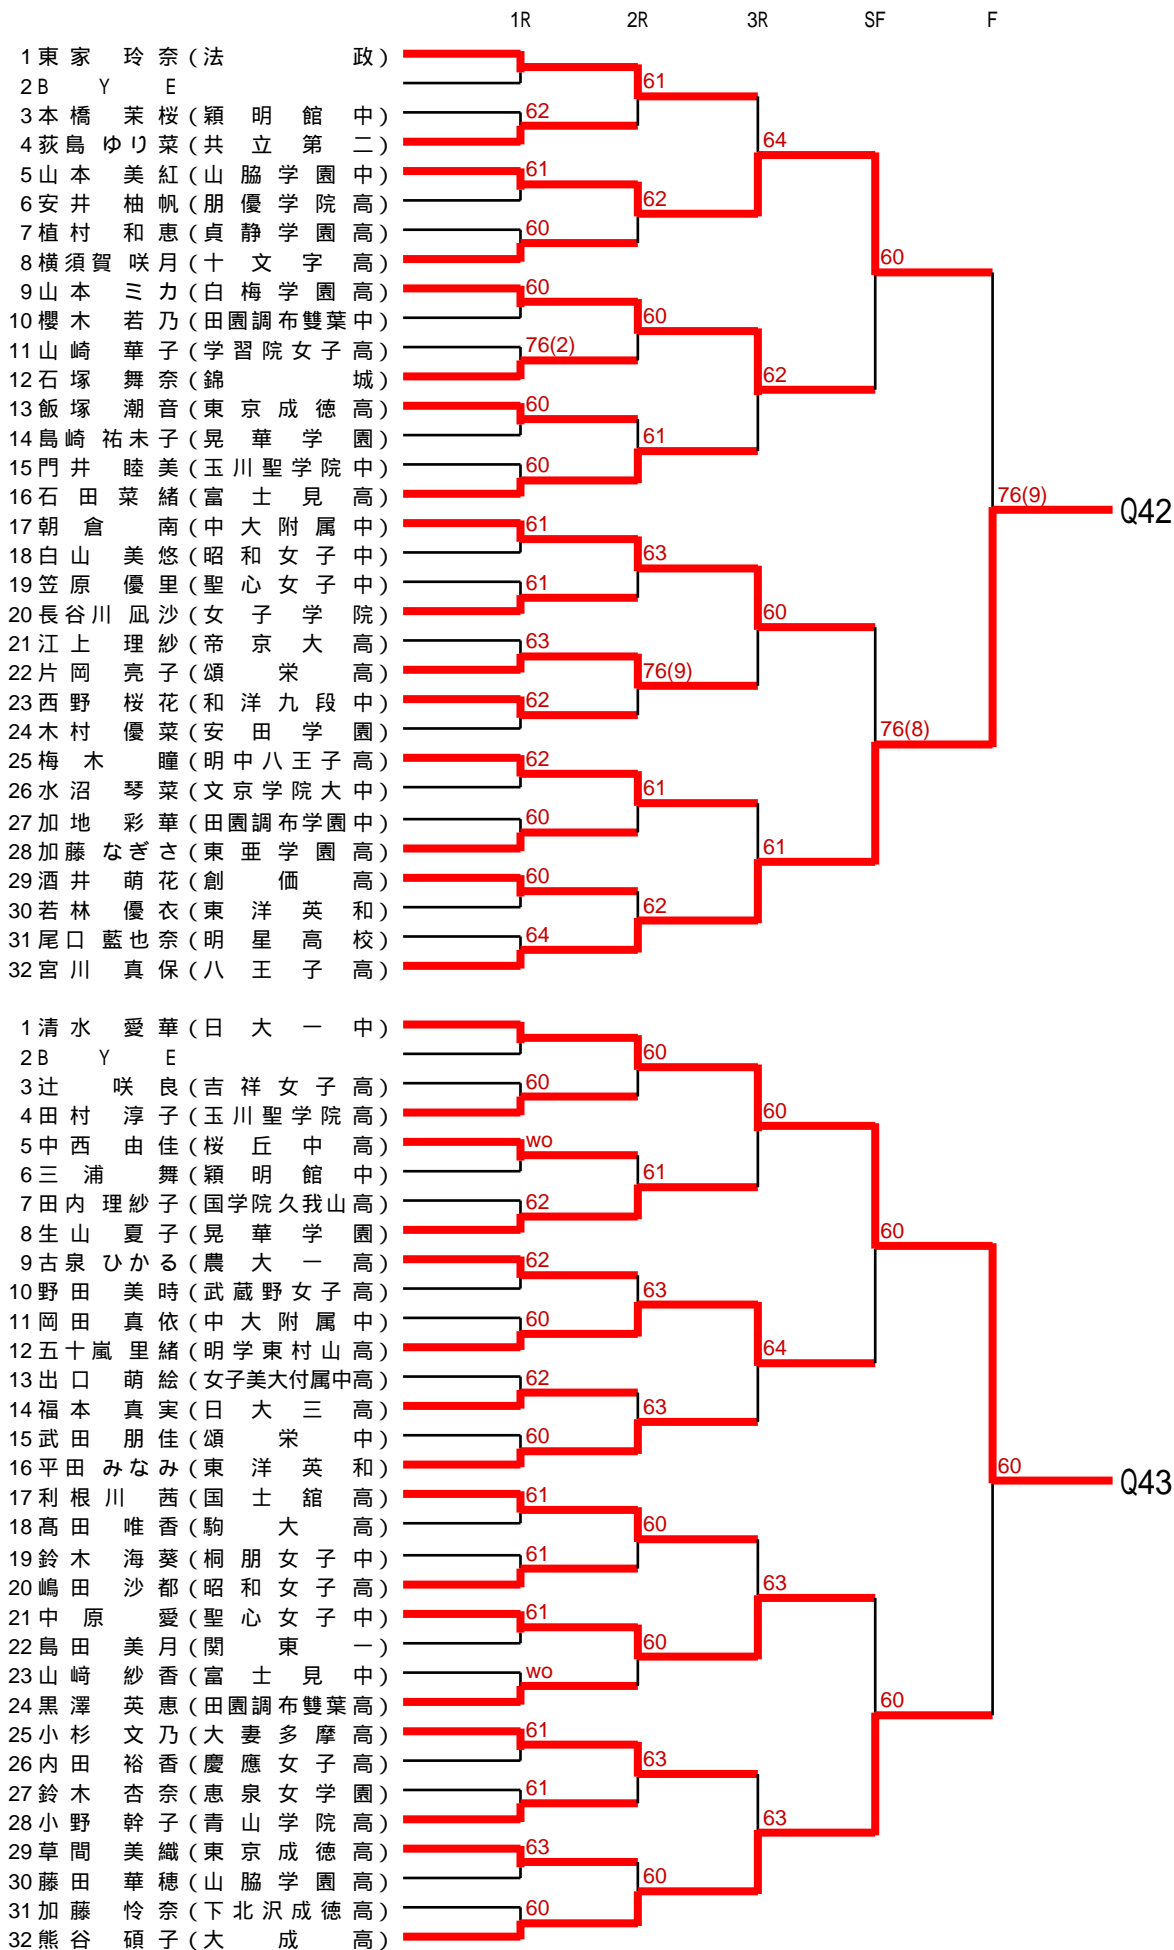 1R 2R 3R SF F
1 東家 玲奈 (法政)
61
2 BYE
3 本橋 茉桜 (穎明館中)
62
64
4 荻島 ゆり菜 (共立第二)
5 山本 美紅 (山脇学園中)
61
6 安井 柚帆 (朋優学院高)
62
7 植村 和恵 (貞静学園高)
60
8 横須賀 咲月 (十文字高)
60
9 山本 ミカ (白梅学園高)
60
10 櫻木 若乃 (田園調布雙葉中)
60
11 山崎 華子 (学習院女子高)
76(2)
12 石塚 舞奈 (錦城)
62
13 飯塚 潮音 (東京成徳高)
60
14 島崎 祐未子 (晃華学園)
61
15 門井 睦美 (玉川聖学院中)
60
16 石田 菜緒 (富士見高)
76(9)
Q42
17 朝倉 南 (中大附属中)
61
18 白山 美悠 (昭和女子中)
63
19 笠原 優里 (聖心女子中)
61
20 長谷川 凪沙 (女子学院)
60
21 江上 理紗 (帝京大高)
63
22 片岡 亮子 (頌栄高)
76(9)
23 西野 桜花 (和洋九段中)
62
24 木村 優菜 (安田学園)
76(8)
25 梅木 瞳 (明中八王子高)
62
26 水沼 琴菜 (文京学院大中)
61
27 加地 彩華 (田園調布学園中)
60
28 加藤 なぎさ (東亜学園高)
61
29 酒井 萌花 (創価高)
60
30 若林 優衣 (東洋英和)
62
31 尾口 藍也奈 (明星高校)
64
32 宮川 真保 (八王子高)
1 清水 愛華 (日大一中)
60
2 BYE
3 辻 咲良 (吉祥女子高)
60
4 田村 淳子 (玉川聖学院高)
60
5 中西 由佳 (桜丘中高)
wo
6 三浦 舞 (穎明館中)
61
7 田内 理紗子 (国学院久我山高)
62
8 生山 夏子 (晃華学園)
60
9 古泉 ひかる (農大一高)
62
10 野田 美時 (武蔵野女子高)
63
11 岡田 真依 (中大附属中)
60
12 五十嵐 里緒 (明学東村山高)
64
13 出口 萌絵 (女子美大付属中高)
62
14 福本 真実 (日大三高)
63
15 武田 朋佳 (頌栄中)
60
16 平田 みなみ (東洋英和)
60
Q43
17 利根川 茜 (国士舘高)
61
18 髙田 唯香 (駒大高)
60
19 鈴木 海葵 (桐朋女子中)
61
20 嶋田 沙都 (昭和女子高)
63
21 中原 愛 (聖心女子中)
61
22 島田 美月 (関東一)
60
23 山﨑 紗香 (富士見中)
wo
24 黒澤 英恵 (田園調布雙葉高)
60
25 小杉 文乃 (大妻多摩高)
61
26 内田 裕香 (慶應女子高)
63
27 鈴木 杏奈 (恵泉女学園)
61
28 小野 幹子 (青山学院高)
63
29 草間 美織 (東京成徳高)
63
30 藤田 華穂 (山脇学園高)
60
31 加藤 怜奈 (下北沢成徳高)
60
32 熊谷 碩子 (大成高)